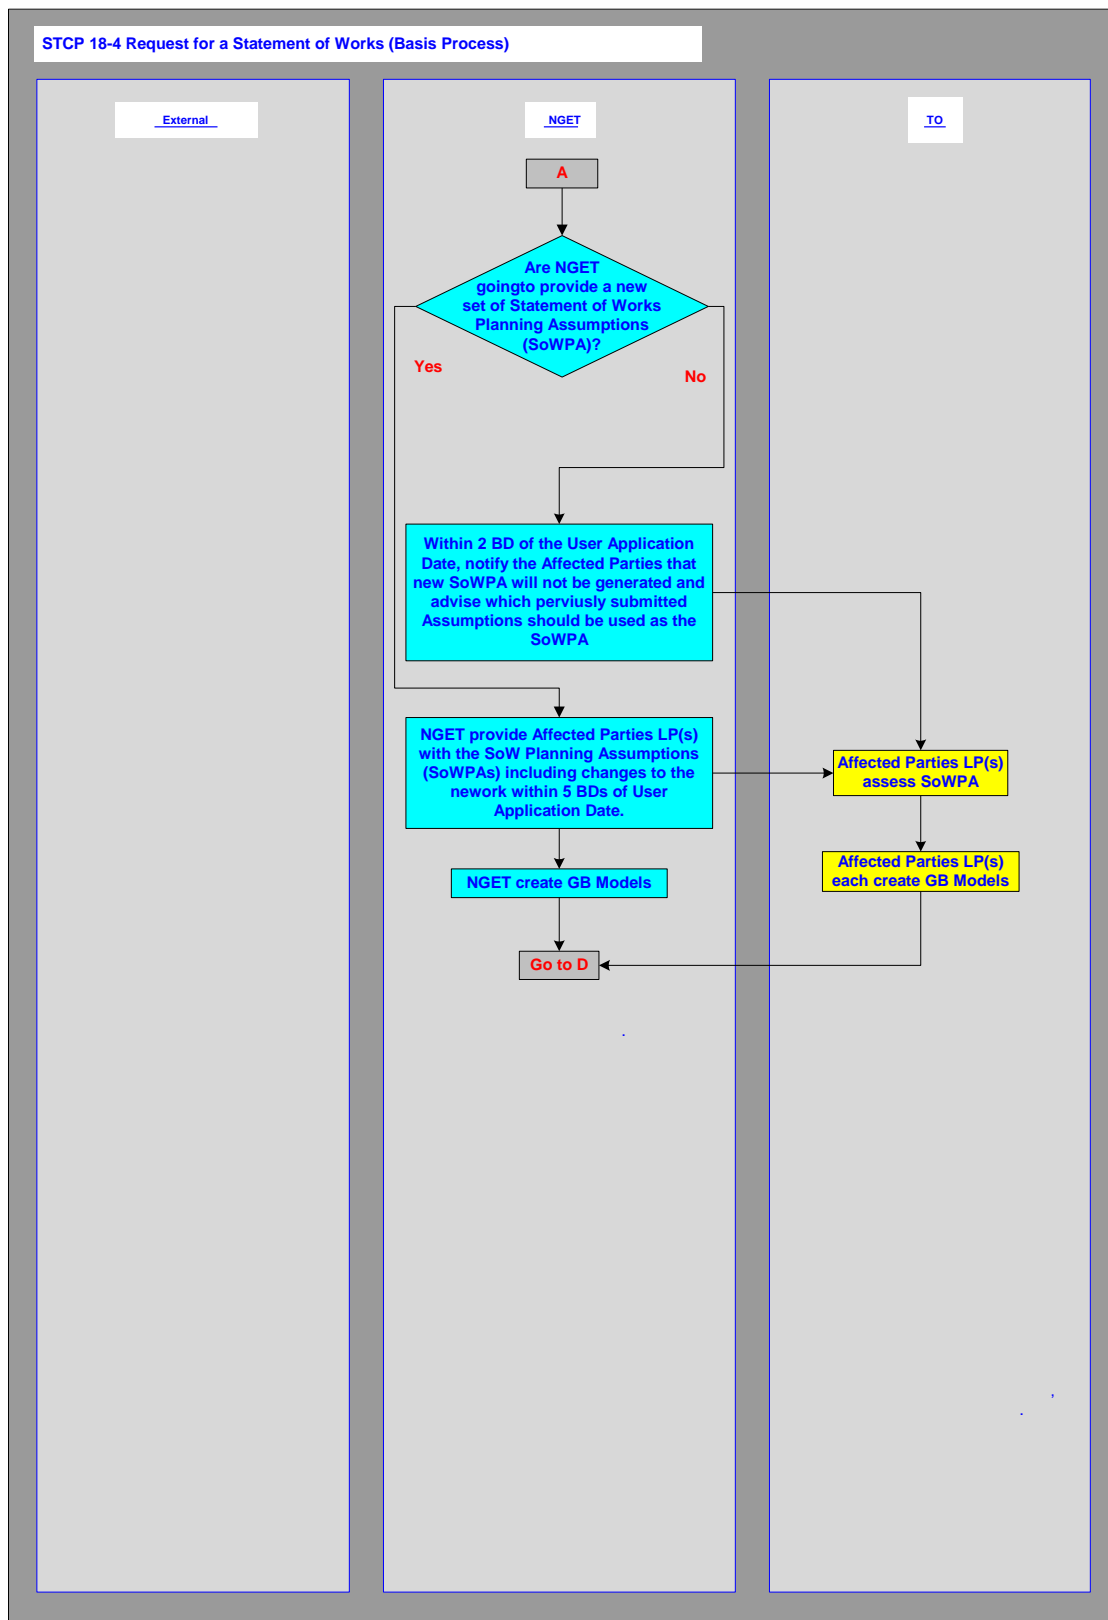 STCP 18-4 Request for a Statement of Works (Basis Process)
External
NGET
TO
A
Are NGET
goingto provide a new
set of Statement of Works
Planning Assumptions
(SoWPA)?
Yes
No
Within 2 BD of the User Application
Date, notify the Affected Parties that
new SoWPA will not be generated and
advise which perviusly submitted
Assumptions should be used as the
SoWPA
NGET provide Affected Parties LP(s)
with the SoW Planning Assumptions
(SoWPAs) including changes to the
nework within 5 BDs of User
Application Date.
Affected Parties LP(s)
assess SoWPA
Affected Parties LP(s)
each create GB Models
NGET create GB Models
Go to D
.
,
.